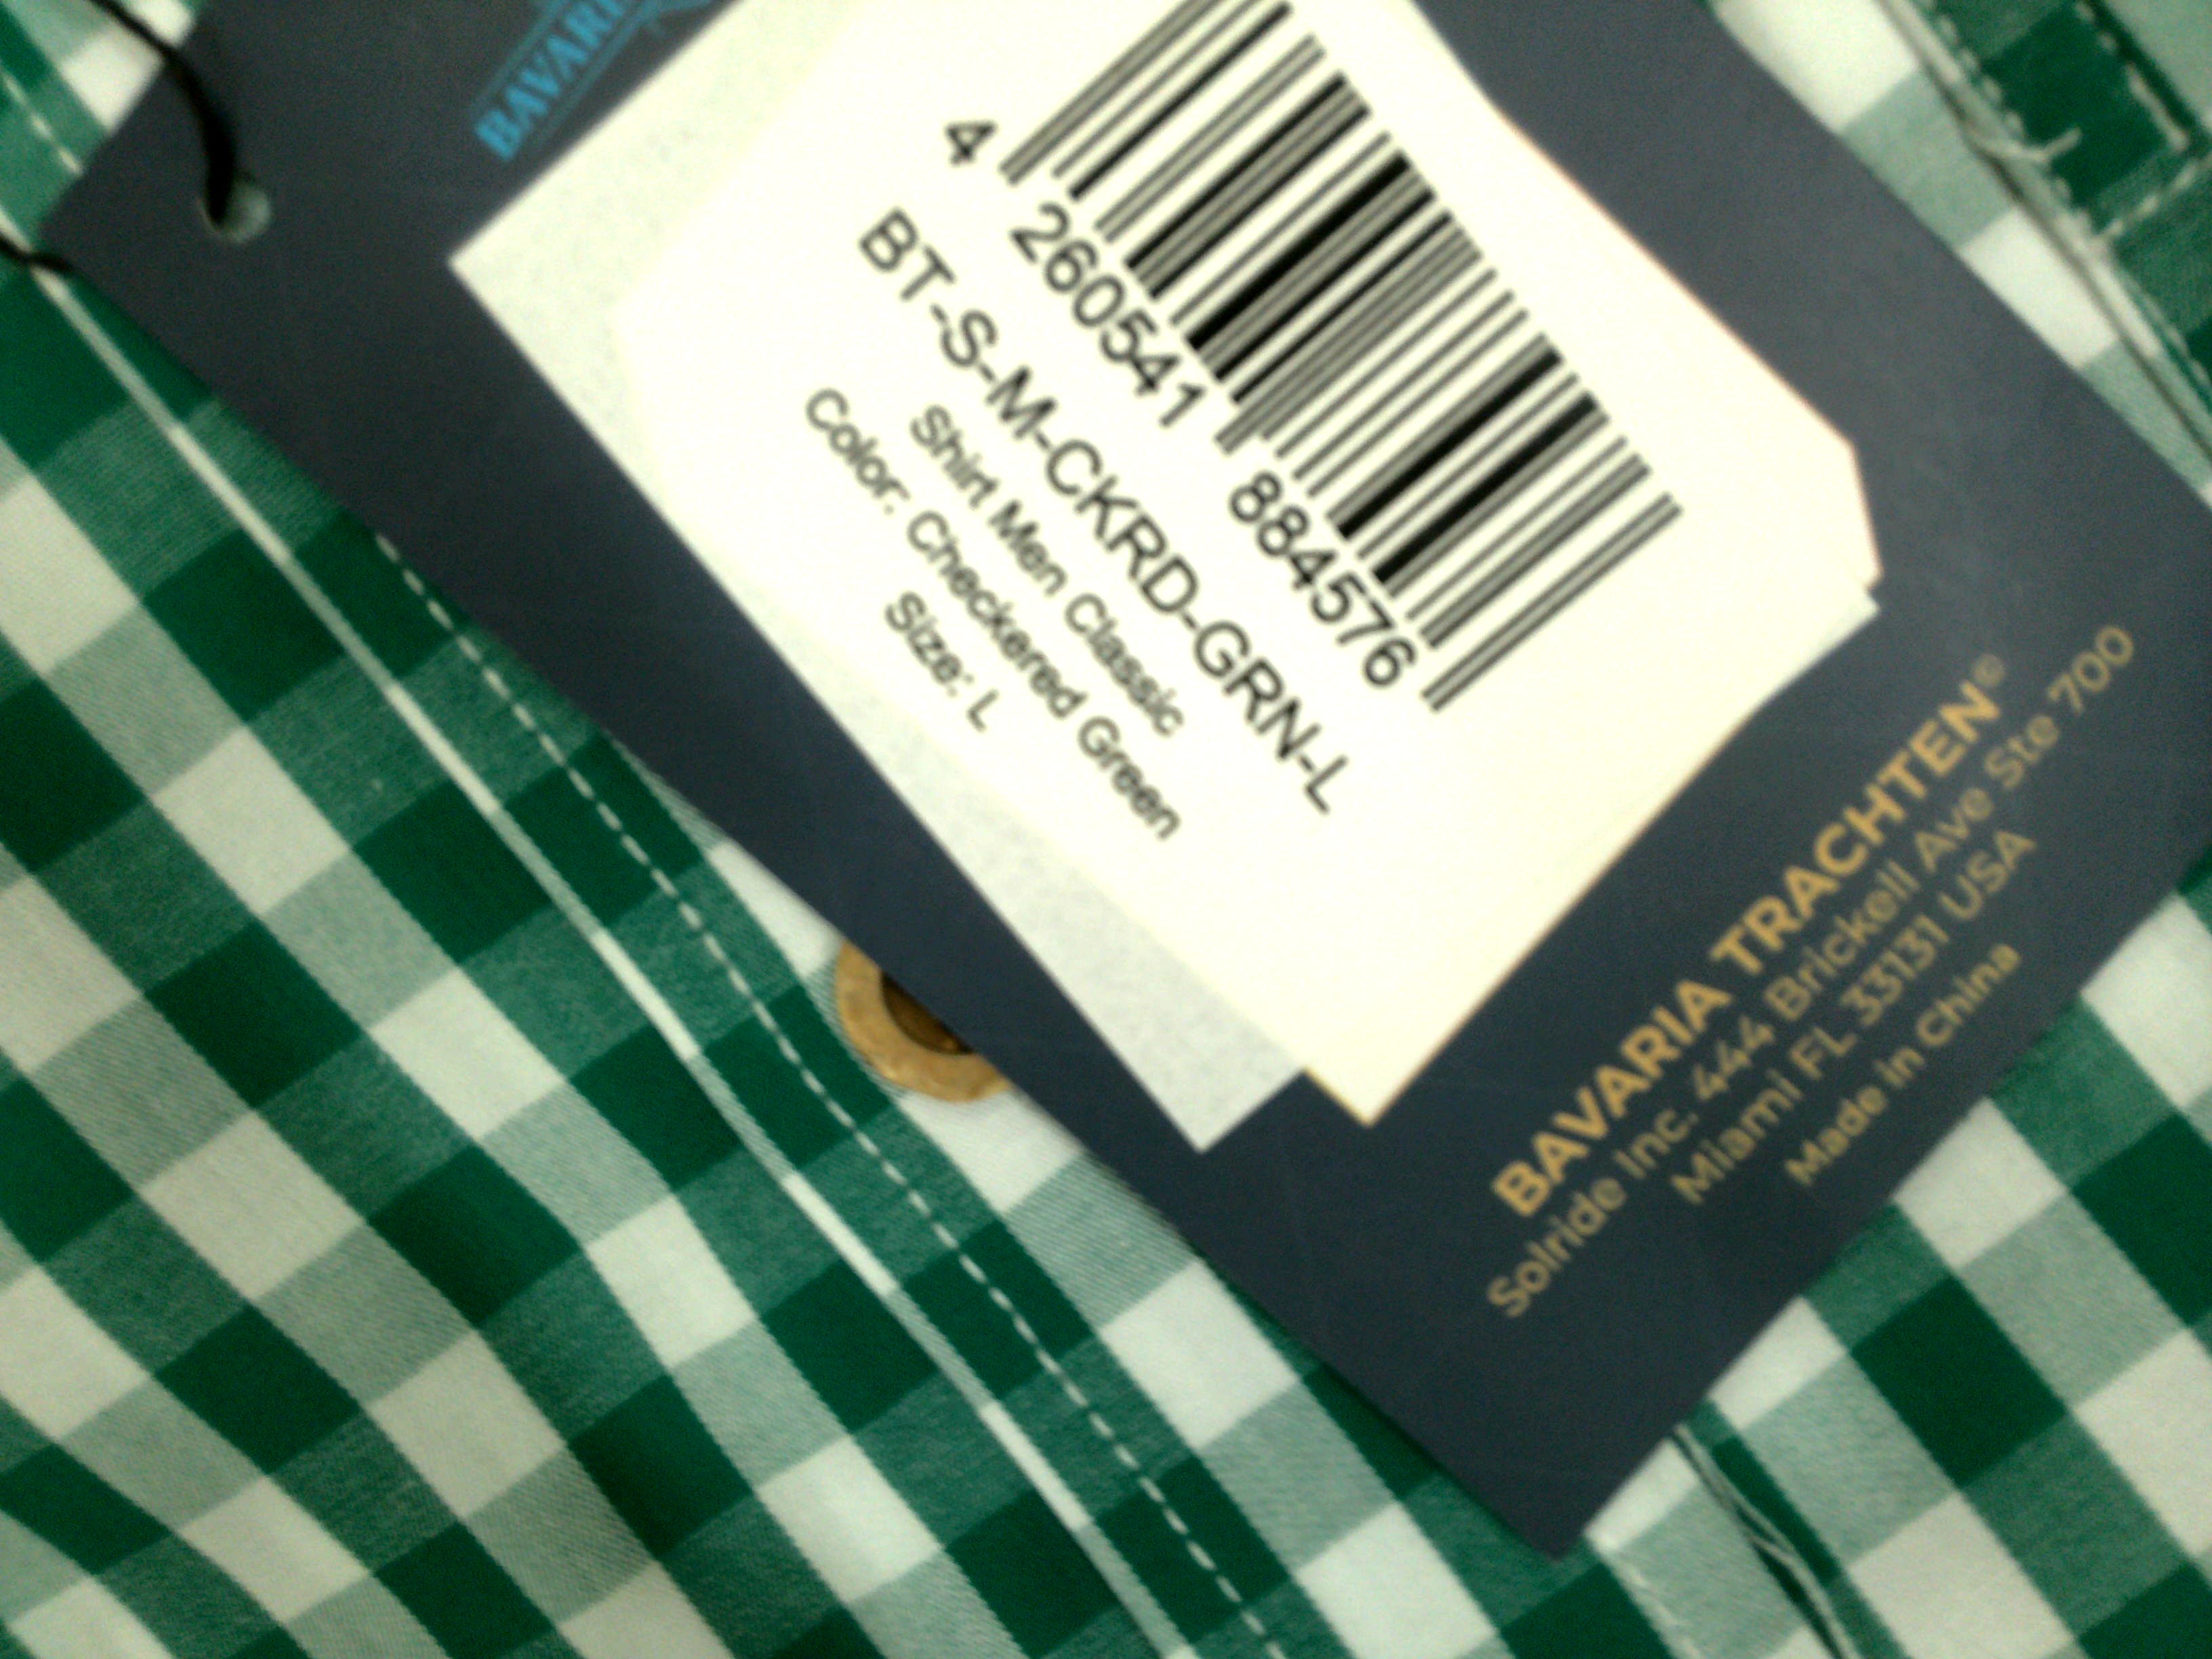 BAVARI
4 260541 884576
BT-S-M-CKRD-GRN-L
Shirt Men Classic
Color: Checkered Green
Size: L
BAVARIA TRACHTEN©
Solride Inc. 444 Brickell Ave Ste 700
Miami FL 33131 USA
Made in China